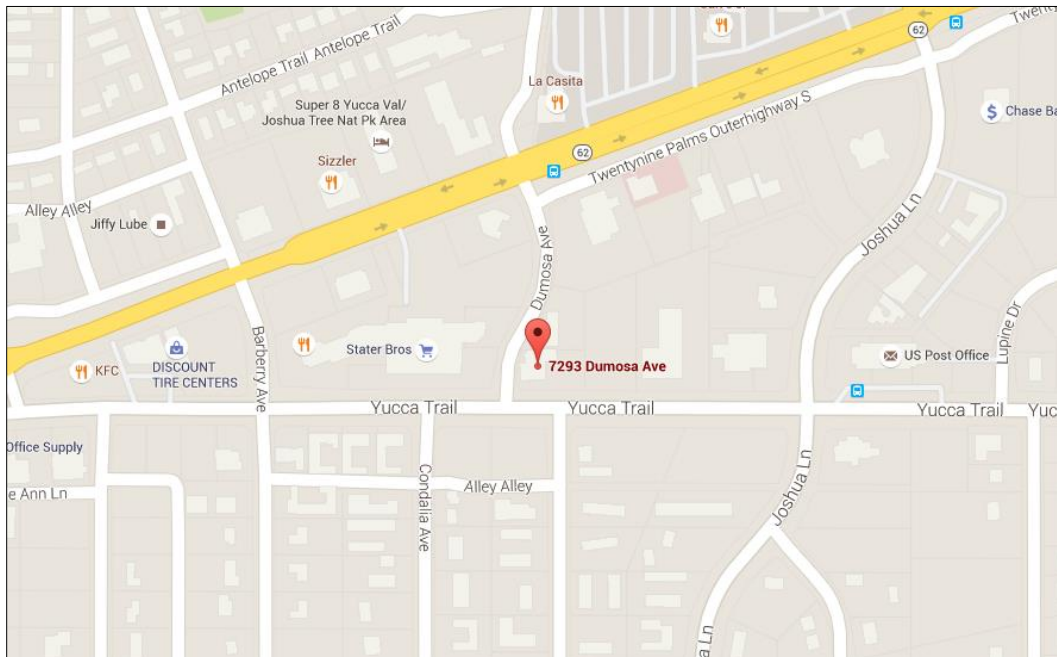 Antelope Trail Antelope Trail
62
Twenty
La Casita
Super 8 Yucca Val/
Joshua Tree Nat Pk Area
Chase Ba
Twentynine Palms Outerhighway S
62
Sizzler
Alley Alley
Jiffy Lube
Joshua Ln
Dumosa Ave
Lupine Dr
Barberry Ave
Stater Bros
US Post Office
KFC
DISCOUNT
TIRE CENTERS
7293 Dumosa Ave
Yucca Trail
Yucca Trail
Yucca Trail
Yuc
Office Supply
Condalia Ave
Alley Alley
e Ann Ln
Joshua Ln
a Ln